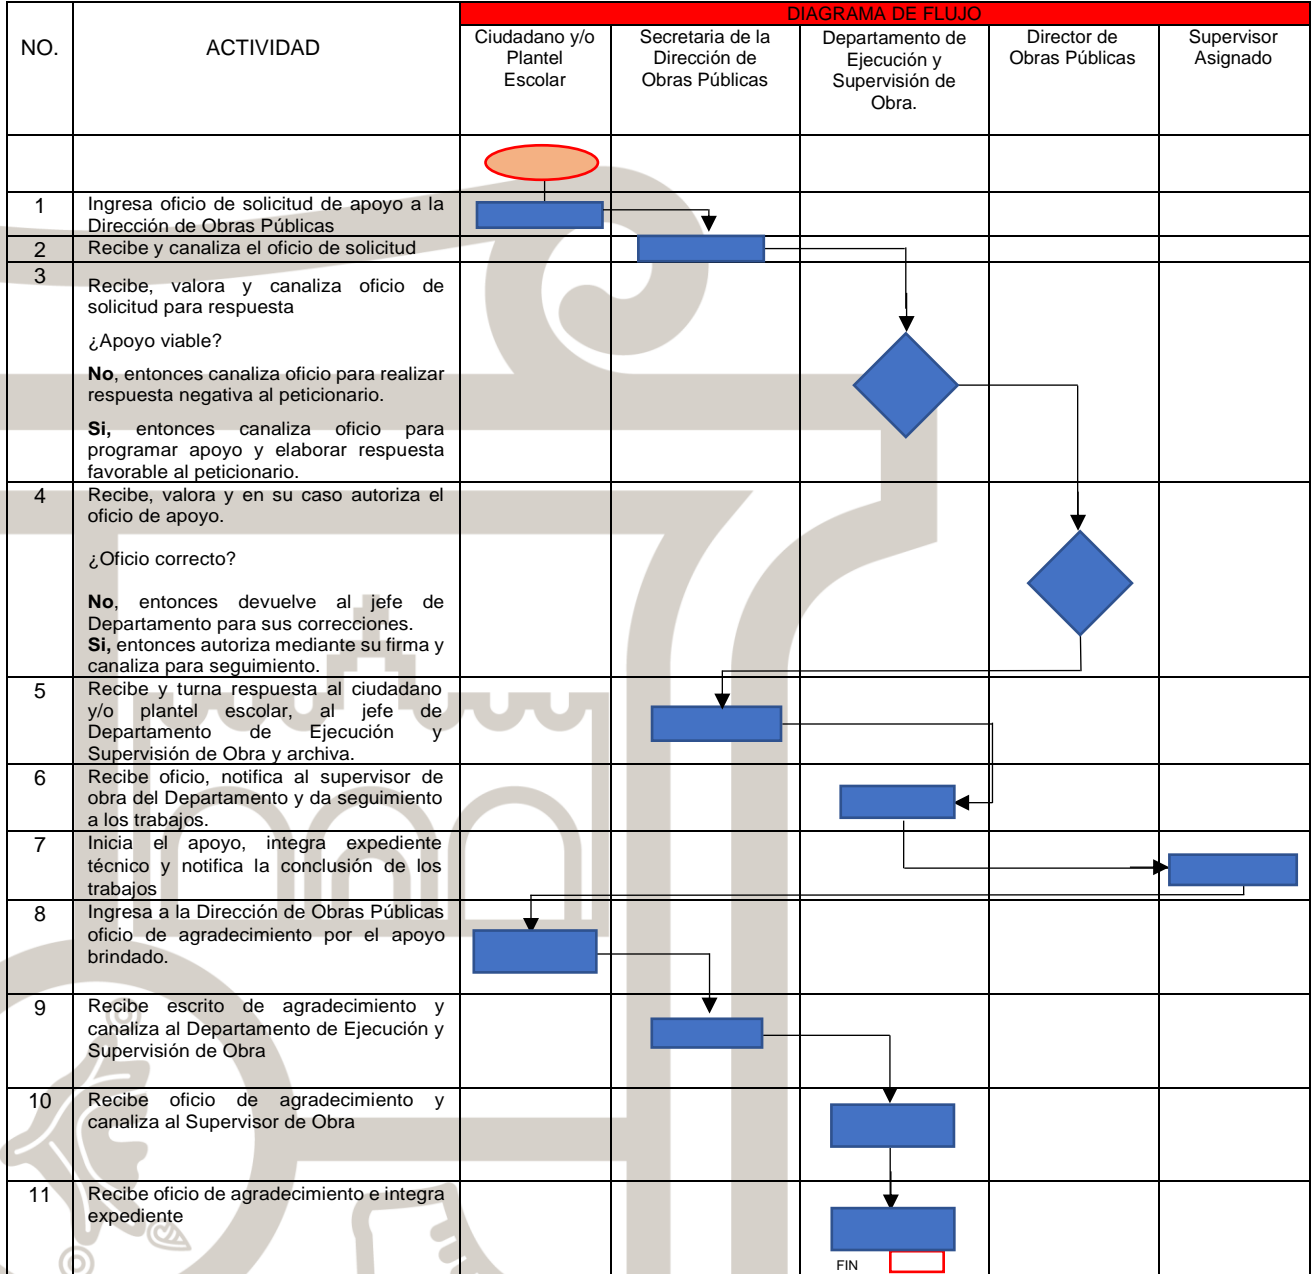 DIAGRAMA DE FLUJO
NO.
ACTIVIDAD
Ciudadano y/o
Plantel
Escolar
Secretaria de la
Dirección de
Obras Públicas
Departamento de
Ejecución y
Supervisión de
Obra.
Director de
Obras Públicas
Supervisor
Asignado
1
Ingresa oficio de solicitud de apoyo a la
Dirección de Obras Públicas
2
Recibe y canaliza el oficio de solicitud
3
Recibe, valora y canaliza oficio de
solicitud para respuesta
¿Apoyo viable?
No, entonces canaliza oficio para realizar
respuesta negativa al peticionario.
Si, entonces canaliza oficio para
programar apoyo y elaborar respuesta
favorable al peticionario.
4
Recibe, valora y en su caso autoriza el
oficio de apoyo.
¿Oficio correcto?
No, entonces devuelve al jefe de
Departamento para sus correcciones.
Si, entonces autoriza mediante su firma y
canaliza para seguimiento.
5
Recibe y turna respuesta al ciudadano
y/o plantel escolar, al jefe de
Departamento de Ejecución y
Supervisión de Obra y archiva.
6
Recibe oficio, notifica al supervisor de
obra del Departamento y da seguimiento
a los trabajos.
7
Inicia el apoyo, integra expediente
técnico y notifica la conclusión de los
trabajos
8
Ingresa a la Dirección de Obras Públicas
oficio de agradecimiento por el apoyo
brindado.
9
Recibe escrito de agradecimiento y
canaliza al Departamento de Ejecución y
Supervisión de Obra
10
Recibe oficio de agradecimiento y
canaliza al Supervisor de Obra
11
Recibe oficio de agradecimiento e integra
expediente
FIN